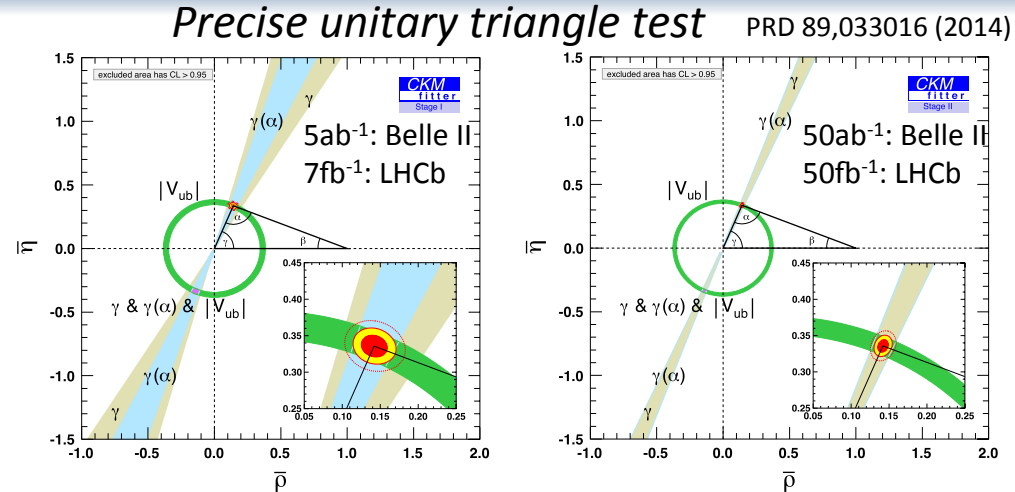 Precise unitary triangle test
PRD 89,033016 (2014)
excluded area has CL > 0.95
CKM
fitter
Stage I
γ
γ(α)
5ab⁻¹: Belle II
7fb⁻¹: LHCb
|Vub|
α
γ
β
γ & γ(α) & |Vub|
γ(α)
γ
1.5
1.0
0.5
0.0
-0.5
-1.0
-1.5
η̄
-1.0 -0.5 0.0 0.5 1.0 1.5 2.0
ρ̄
0.45
0.40
0.35
0.30
0.25
0.05 0.10 0.15 0.20 0.25
excluded area has CL > 0.95
CKM
fitter
Stage II
γ
γ(α)
50ab⁻¹: Belle II
50fb⁻¹: LHCb
|Vub|
α
γ
β
γ & γ(α) & |Vub|
γ(α)
γ
1.5
1.0
0.5
0.0
-0.5
-1.0
-1.5
η̄
-1.0 -0.5 0.0 0.5 1.0 1.5 2.0
ρ̄
0.45
0.40
0.35
0.30
0.25
0.05 0.10 0.15 0.20 0.25